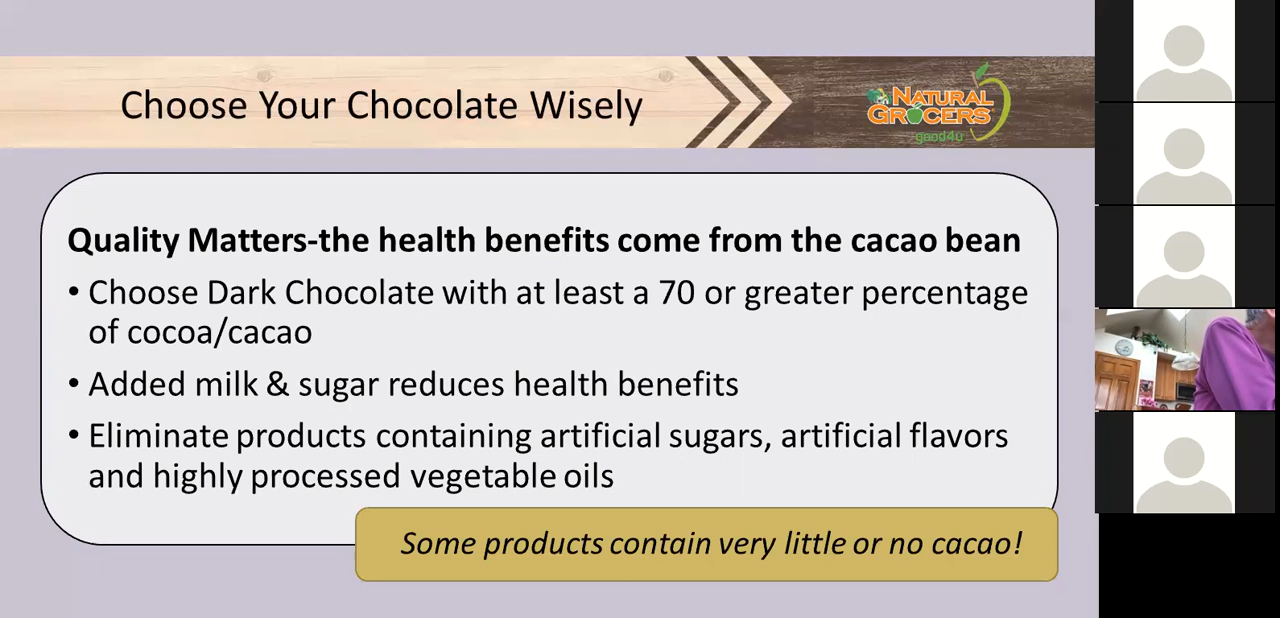 Choose Your Chocolate Wisely
NATURAL
GROCERS
good4u
Quality Matters-the health benefits come from the cacao bean
• Choose Dark Chocolate with at least a 70 or greater percentage
of cocoa/cacao
• Added milk & sugar reduces health benefits
• Eliminate products containing artificial sugars, artificial flavors
and highly processed vegetable oils
Some products contain very little or no cacao!